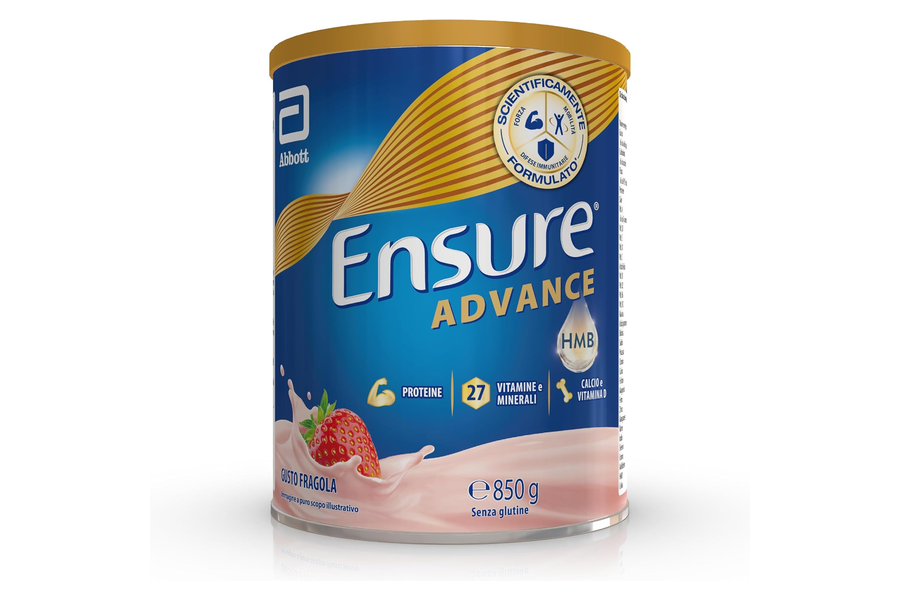 Abbott
SCIENTIFICAMENTE
FORZA
MOBILITÀ
DIFESE IMMUNITARIE
FORMULATO*
Ensure®
ADVANCE
HMB
PROTEINE
27
VITAMINE e
MINERALI
CALCIO e
VITAMINA D
GUSTO FRAGOLA
immagine a puro scopo illustrativo
℮850 g
Senza glutine